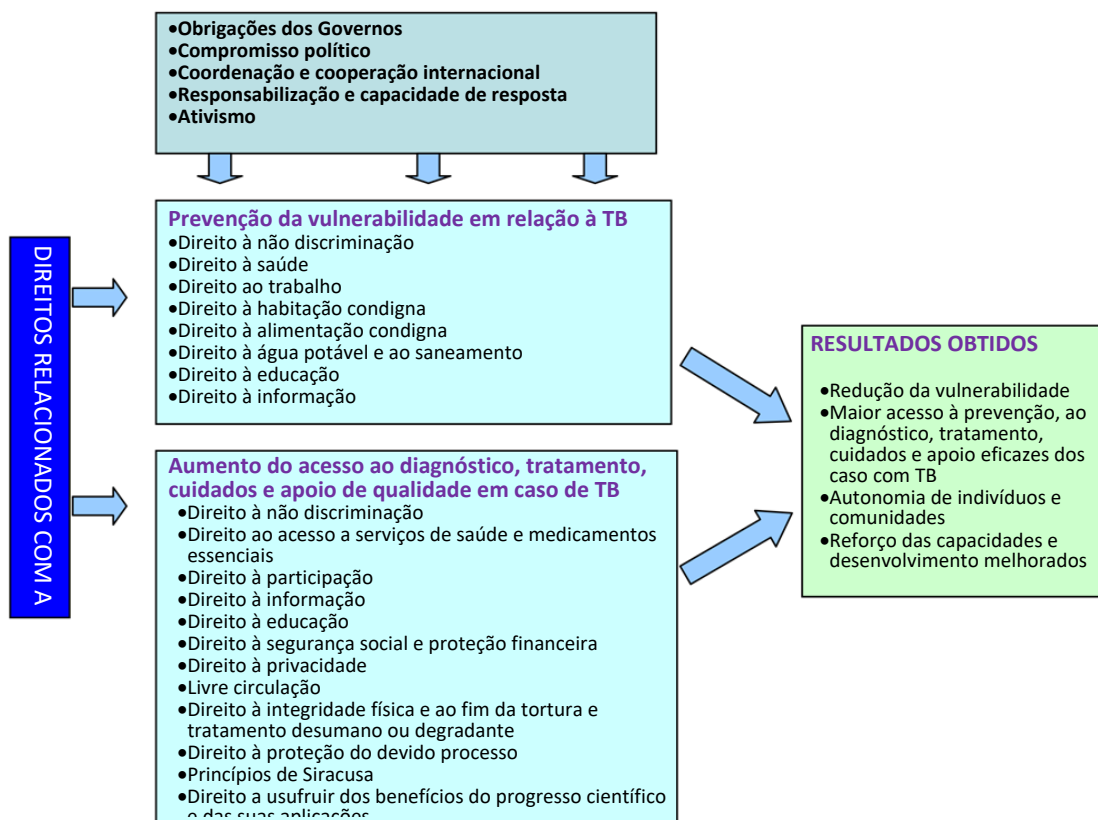 •Obrigações dos Governos
•Compromisso político
•Coordenação e cooperação internacional
•Responsabilização e capacidade de resposta
•Ativismo
DIREITOS RELACIONADOS COM A
Prevenção da vulnerabilidade em relação à TB
•Direito à não discriminação
•Direito à saúde
•Direito ao trabalho
•Direito à habitação condigna
•Direito à alimentação condigna
•Direito à água potável e ao saneamento
•Direito à educação
•Direito à informação
Aumento do acesso ao diagnóstico, tratamento,
cuidados e apoio de qualidade em caso de TB
•Direito à não discriminação
•Direito ao acesso a serviços de saúde e medicamentos
essenciais
•Direito à participação
•Direito à informação
•Direito à educação
•Direito à segurança social e proteção financeira
•Direito à privacidade
•Livre circulação
•Direito à integridade física e ao fim da tortura e
tratamento desumano ou degradante
•Direito à proteção do devido processo
•Princípios de Siracusa
•Direito a usufruir dos benefícios do progresso científico
e das suas aplicações
RESULTADOS OBTIDOS
•Redução da vulnerabilidade
•Maior acesso à prevenção, ao
diagnóstico, tratamento,
cuidados e apoio eficazes dos
caso com TB
•Autonomia de indivíduos e
comunidades
•Reforço das capacidades e
desenvolvimento melhorados